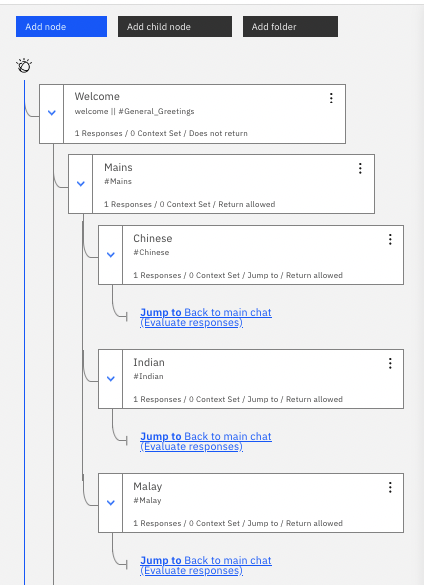 Add node Add child node Add folder
Welcome
welcome || #General_Greetings
1 Responses / 0 Context Set / Does not return
Mains
#Mains
1 Responses / 0 Context Set / Return allowed
Chinese
#Chinese
1 Responses / 0 Context Set / Jump to / Return allowed
Jump to Back to main chat
(Evaluate responses)
Indian
#Indian
1 Responses / 0 Context Set / Jump to / Return allowed
Jump to Back to main chat
(Evaluate responses)
Malay
#Malay
1 Responses / 0 Context Set / Jump to / Return allowed
Jump to Back to main chat
(Evaluate responses)